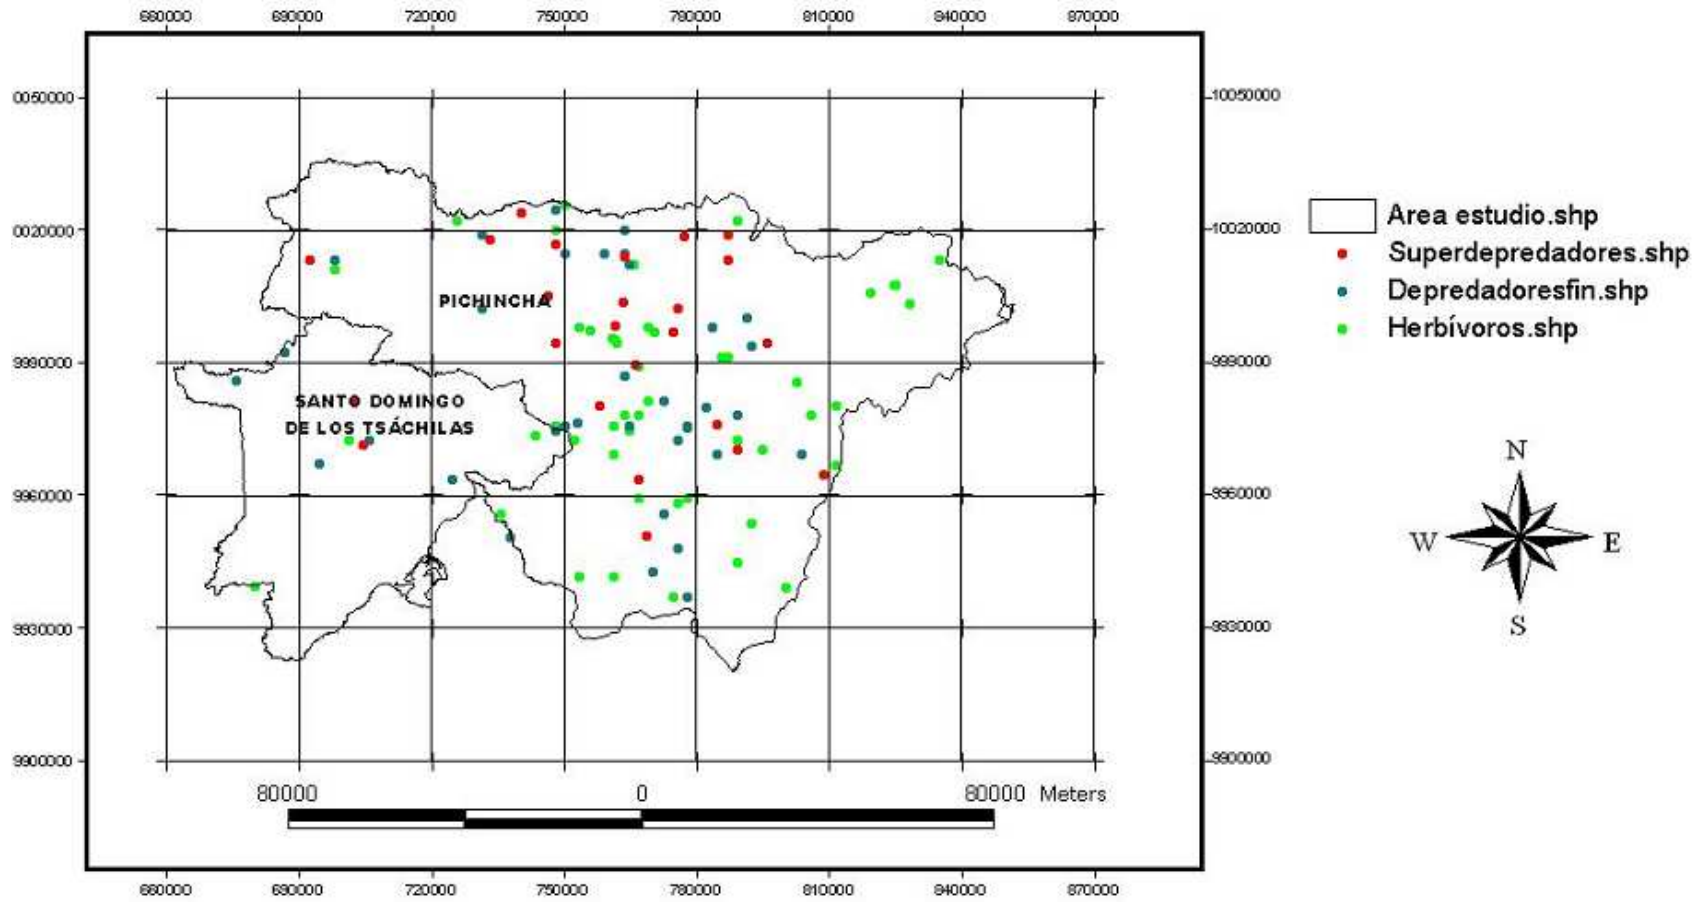 660000 690000 720000 750000 780000 810000 840000 870000
0050000 10050000
Area estudio.shp
0020000 10020000
Superdepredadores.shp
Depredadoresfin.shp
PICHINCHA
Herbívoros.shp
9990000 9990000
SANTO DOMINGO
DE LOS TSÁCHILAS
N
9960000 9960000
W E
S
9930000 9930000
9900000 9900000
80000 0 80000 Meters
660000 690000 720000 750000 780000 810000 840000 870000